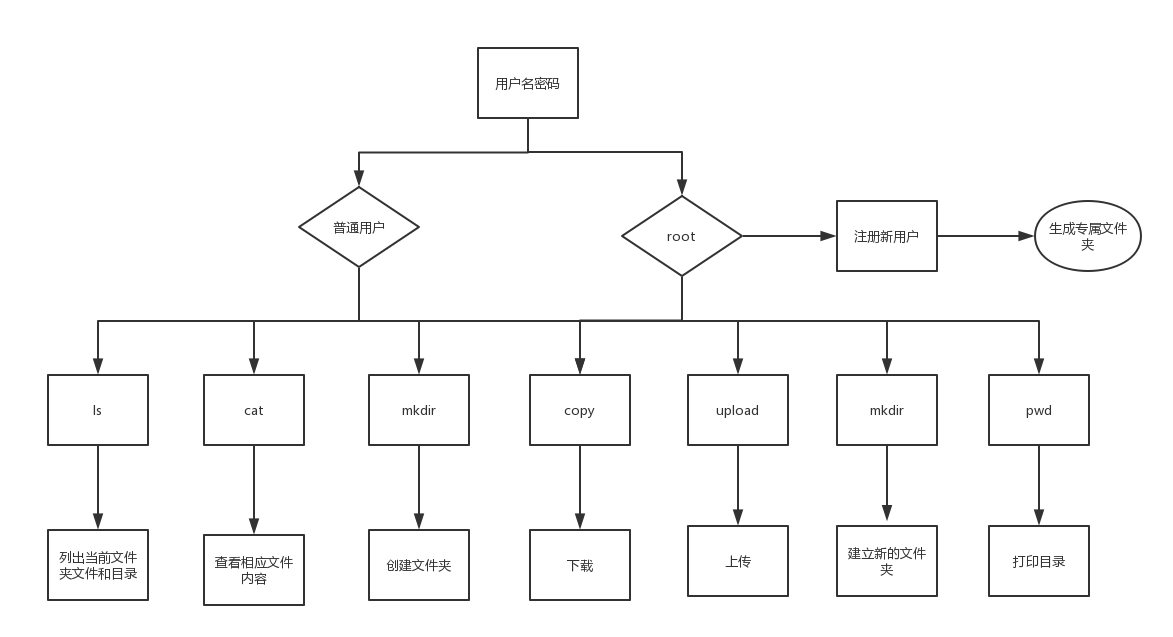 用户名密码
普通用户
root
注册新用户
生成专属文件
夹
ls
cat
mkdir
copy
upload
mkdir
pwd
列出当前文件
夹文件和目录
查看相应文件
内容
创建文件夹
下载
上传
建立新的文件
夹
打印目录